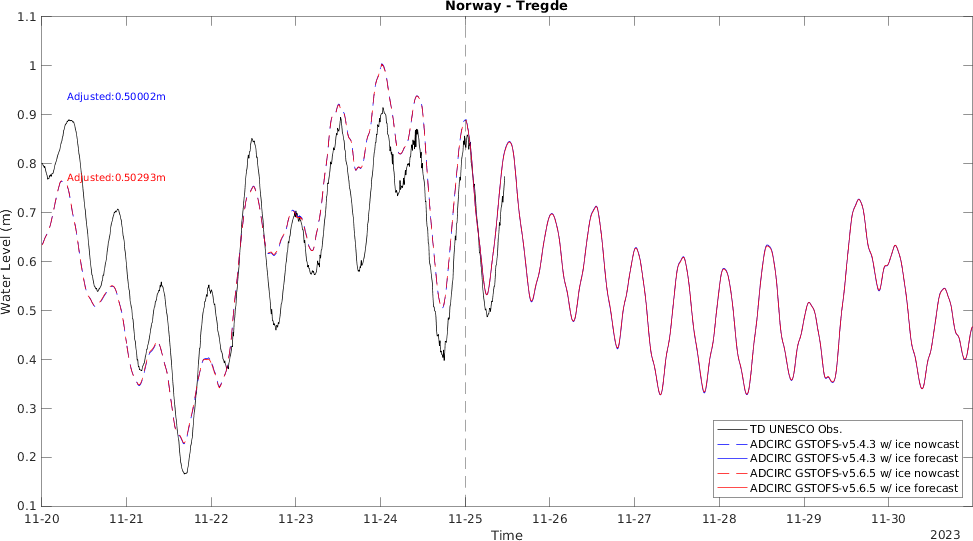 Norway - Tregde
1.1
1
0.9
0.8
0.7
0.6
0.5
0.4
0.3
0.2
0.1
Water Level (m)
Adjusted:0.50002m
Adjusted:0.50293m
TD UNESCO Obs.
ADCIRC GSTOFS-v5.4.3 w/ ice nowcast
ADCIRC GSTOFS-v5.4.3 w/ ice forecast
ADCIRC GSTOFS-v5.6.5 w/ ice nowcast
ADCIRC GSTOFS-v5.6.5 w/ ice forecast
11-20 11-21 11-22 11-23 11-24 11-25 11-26 11-27 11-28 11-29 11-30
Time
2023